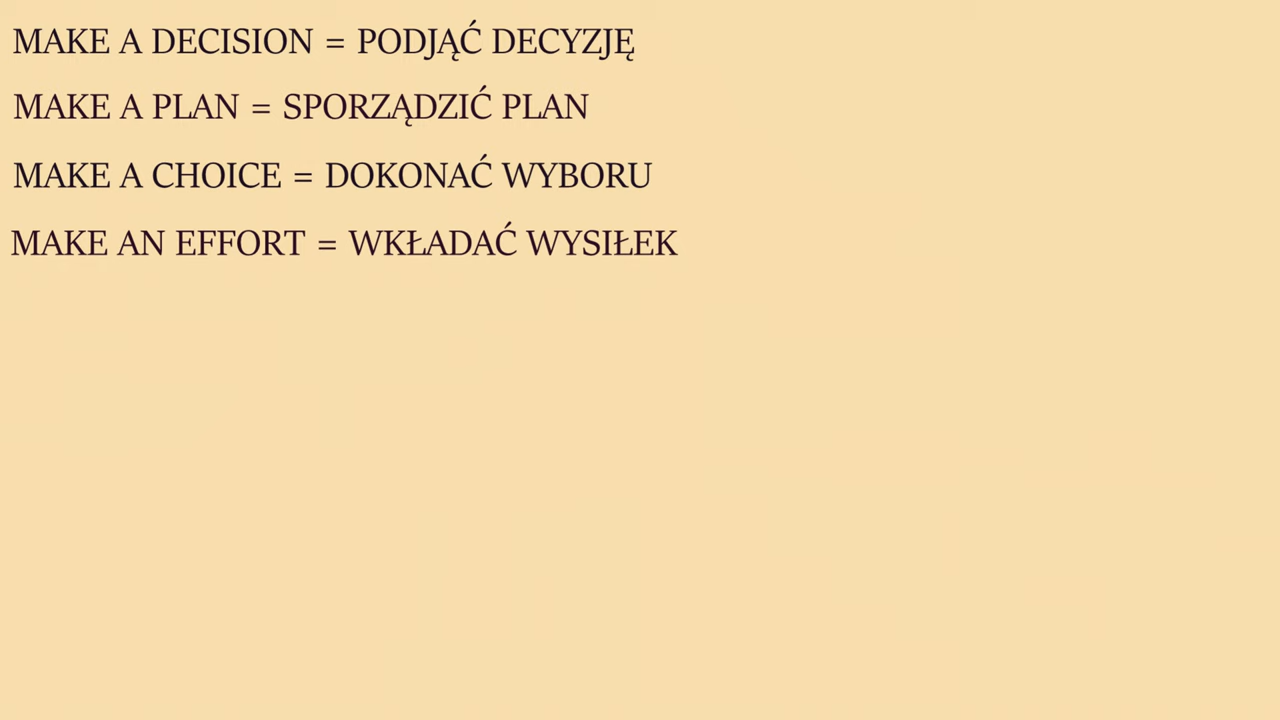 MAKE A DECISION = PODJĄĆ DECYZJĘ
MAKE A PLAN = SPORZĄDZIĆ PLAN
MAKE A CHOICE = DOKONAĆ WYBORU
MAKE AN EFFORT = WKŁADAĆ WYSIŁEK